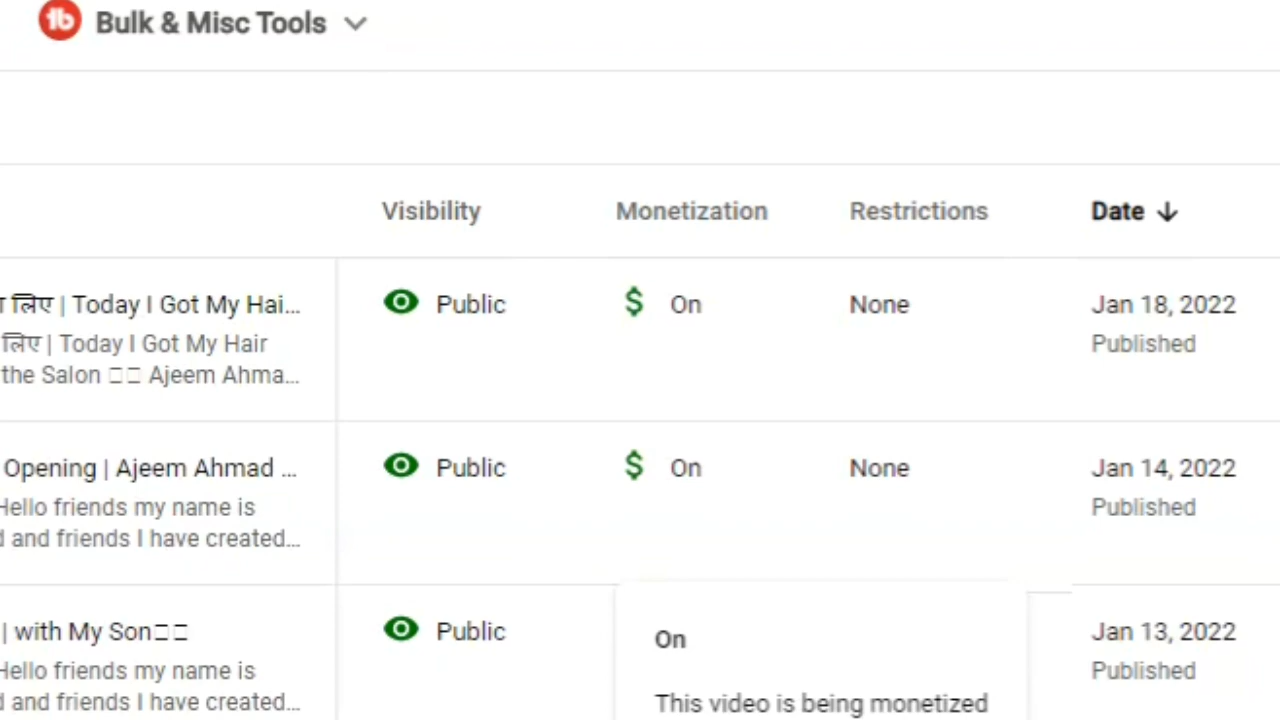 Bulk & Misc Tools
Visibility Monetization Restrictions Date
लिए | Today I Got My Hai... Public $ On None Jan 18, 2022
लिए | Today I Got My Hair Published
the Salon Ajeem Ahma...
Opening | Ajeem Ahmad ... Public $ On None Jan 14, 2022
Hello friends my name is Published
d and friends I have created...
| with My Son Public On Jan 13, 2022
Hello friends my name is Published
d and friends I have created... This video is being monetized